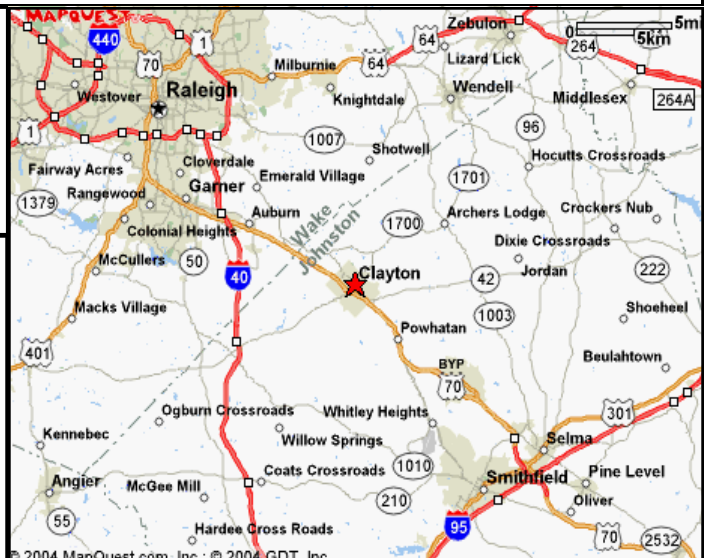 MAPQUEST
440
70
1
64
64
Zebulon
0
5mi
5km
264
Lizard Lick
Milburnie
Westover
Raleigh
Knightdale
Wendell
Middlesex
264A
1
1007
96
Shotwell
Hocutts Crossroads
Fairway Acres
Cloverdale
Emerald Village
1701
Rangewood
Garner
1379
Auburn
Wake
Johnston
1700
Archers Lodge
Crockers Nub
Colonial Heights
Dixie Crossroads
McCullers
50
40
Clayton
42
Jordan
222
Macks Village
1003
Shoeheel
Powhatan
401
BYP
70
Beulahtown
Ogburn Crossroads
Whitley Heights
301
Kennebec
Willow Springs
Selma
Coats Crossroads
1010
Smithfield
Pine Level
Angier
McGee Mill
210
Oliver
55
95
Hardee Cross Roads
70
2532
© 2004 MapQuest.com, Inc.; © 2004 GDT, Inc.